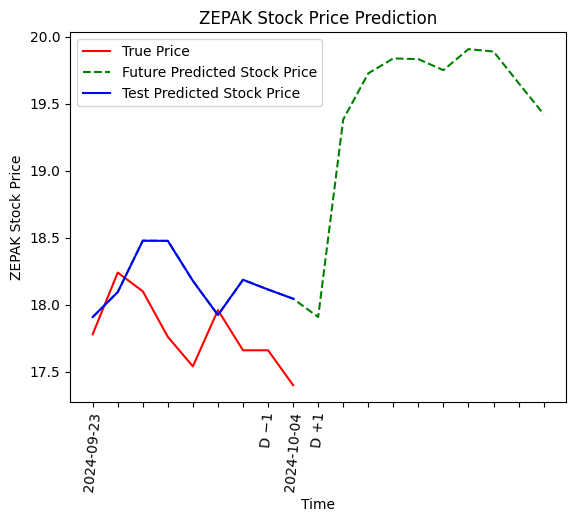 ZEPAK Stock Price Prediction
True Price
Future Predicted Stock Price
Test Predicted Stock Price
ZEPAK Stock Price
20.0
19.5
19.0
18.5
18.0
17.5
2024-09-23
D −1
2024-10-04
D +1
Time